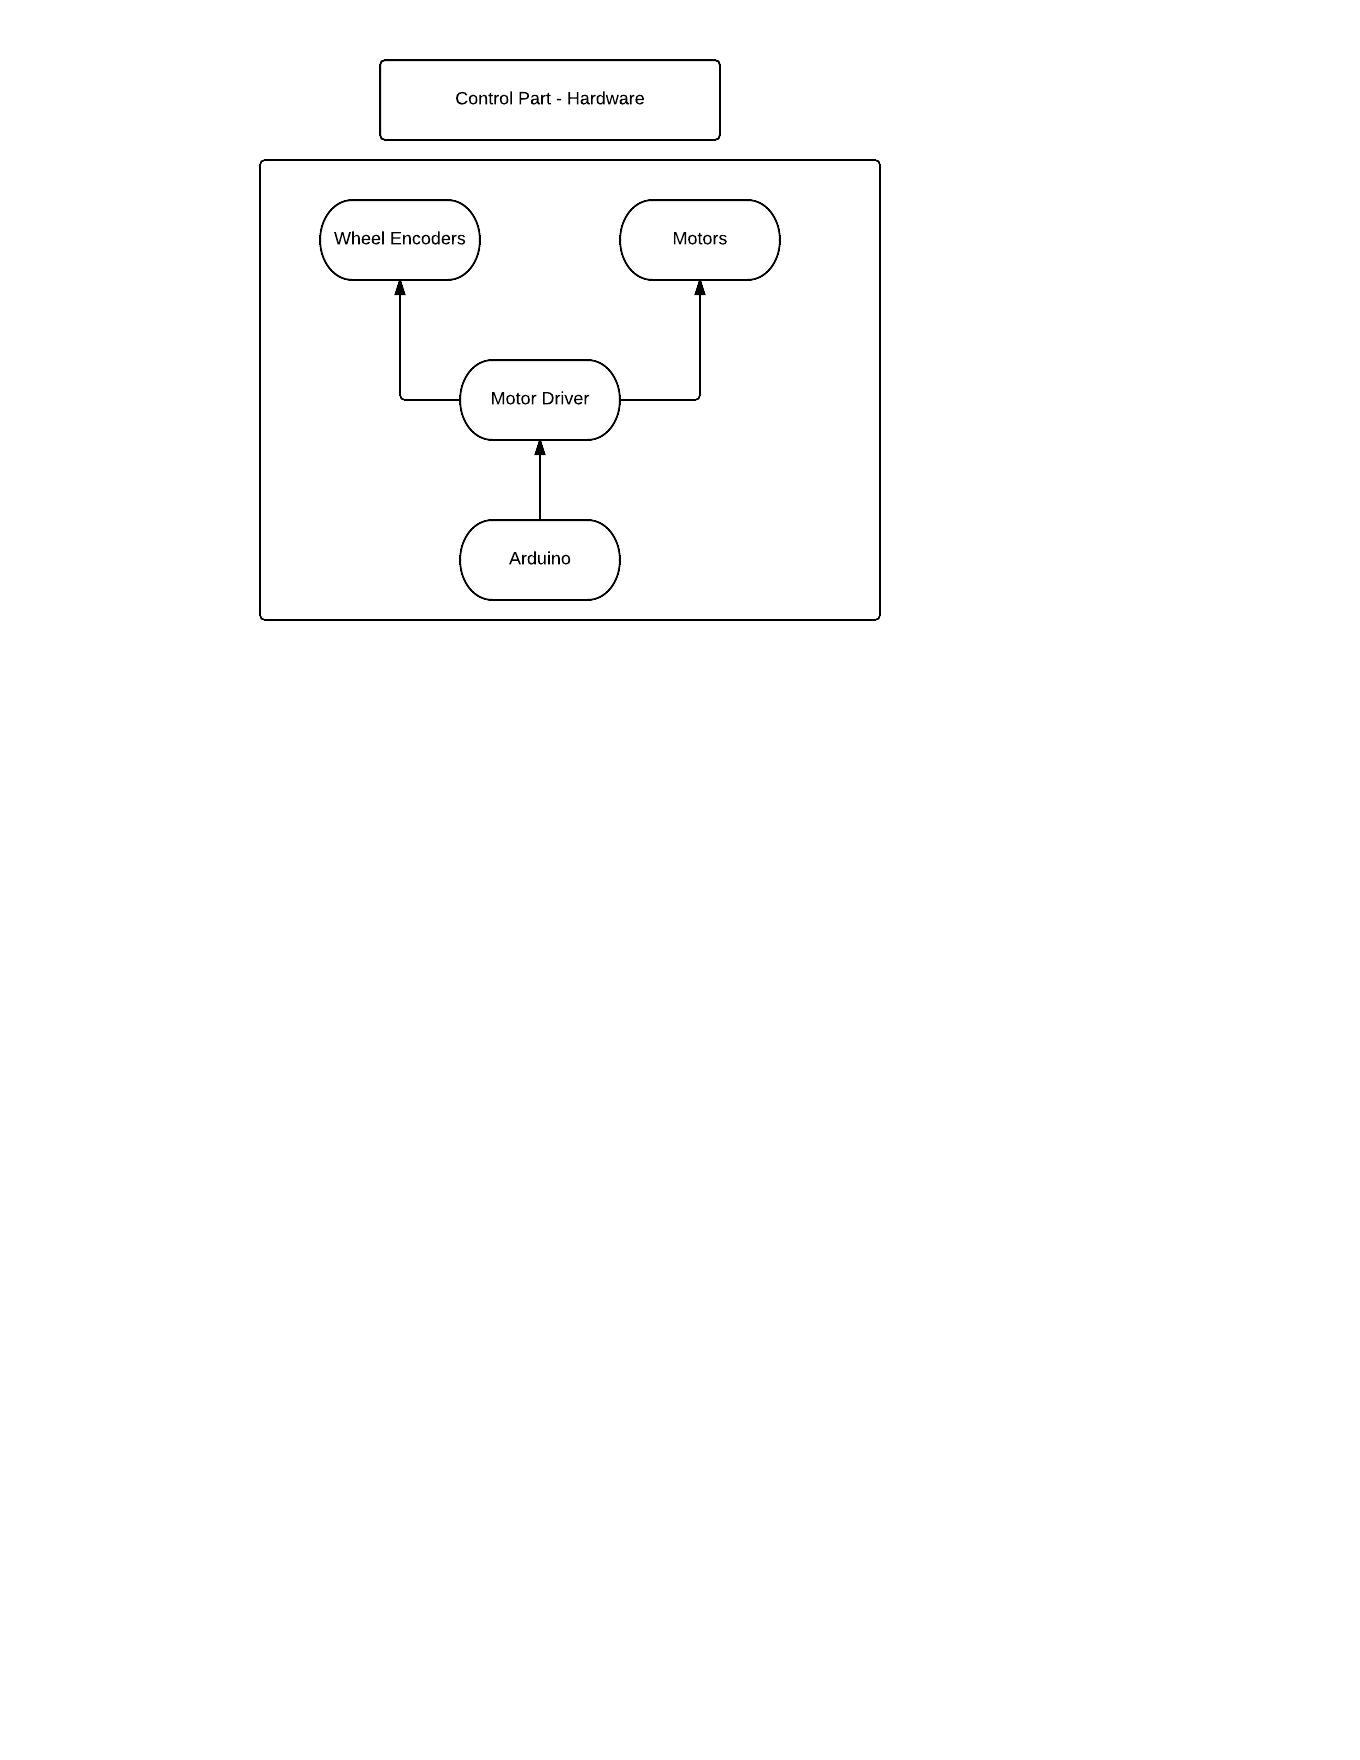 Control Part - Hardware
Wheel Encoders
Motors
Motor Driver
Arduino